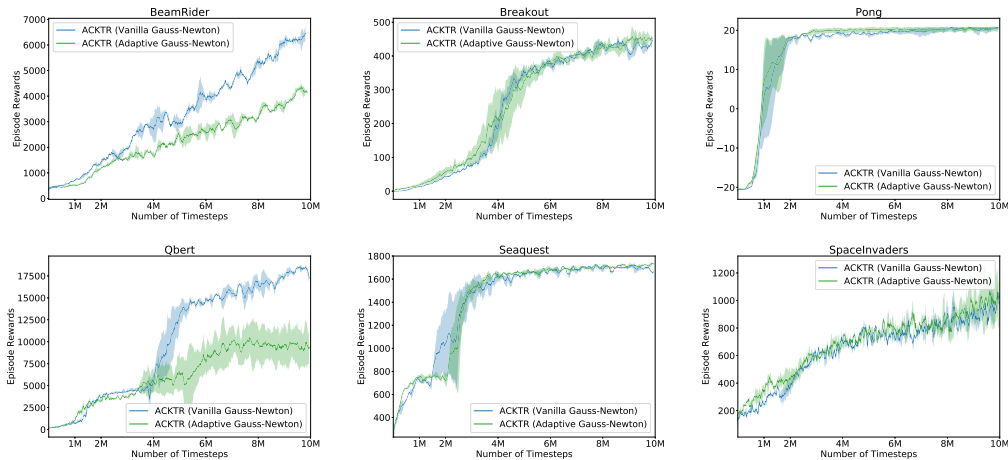 BeamRider
ACKTR (Vanilla Gauss-Newton)
ACKTR (Adaptive Gauss-Newton)
Episode Rewards
7000
6000
5000
4000
3000
2000
1000
0
1M 2M 4M 6M 8M 10M
Number of Timesteps
Breakout
ACKTR (Vanilla Gauss-Newton)
ACKTR (Adaptive Gauss-Newton)
Episode Rewards
500
400
300
200
100
0
1M 2M 4M 6M 8M 10M
Number of Timesteps
Pong
Episode Rewards
20
10
0
−10
−20
ACKTR (Vanilla Gauss-Newton)
ACKTR (Adaptive Gauss-Newton)
1M 2M 4M 6M 8M 10M
Number of Timesteps
Qbert
Episode Rewards
17500
15000
12500
10000
7500
5000
2500
0
ACKTR (Vanilla Gauss-Newton)
ACKTR (Adaptive Gauss-Newton)
1M 2M 4M 6M 8M 10M
Number of Timesteps
Seaquest
Episode Rewards
1800
1600
1400
1200
1000
800
600
400
ACKTR (Vanilla Gauss-Newton)
ACKTR (Adaptive Gauss-Newton)
1M 2M 4M 6M 8M 10M
Number of Timesteps
SpaceInvaders
ACKTR (Vanilla Gauss-Newton)
ACKTR (Adaptive Gauss-Newton)
Episode Rewards
1200
1000
800
600
400
200
1M 2M 4M 6M 8M 10M
Number of Timesteps